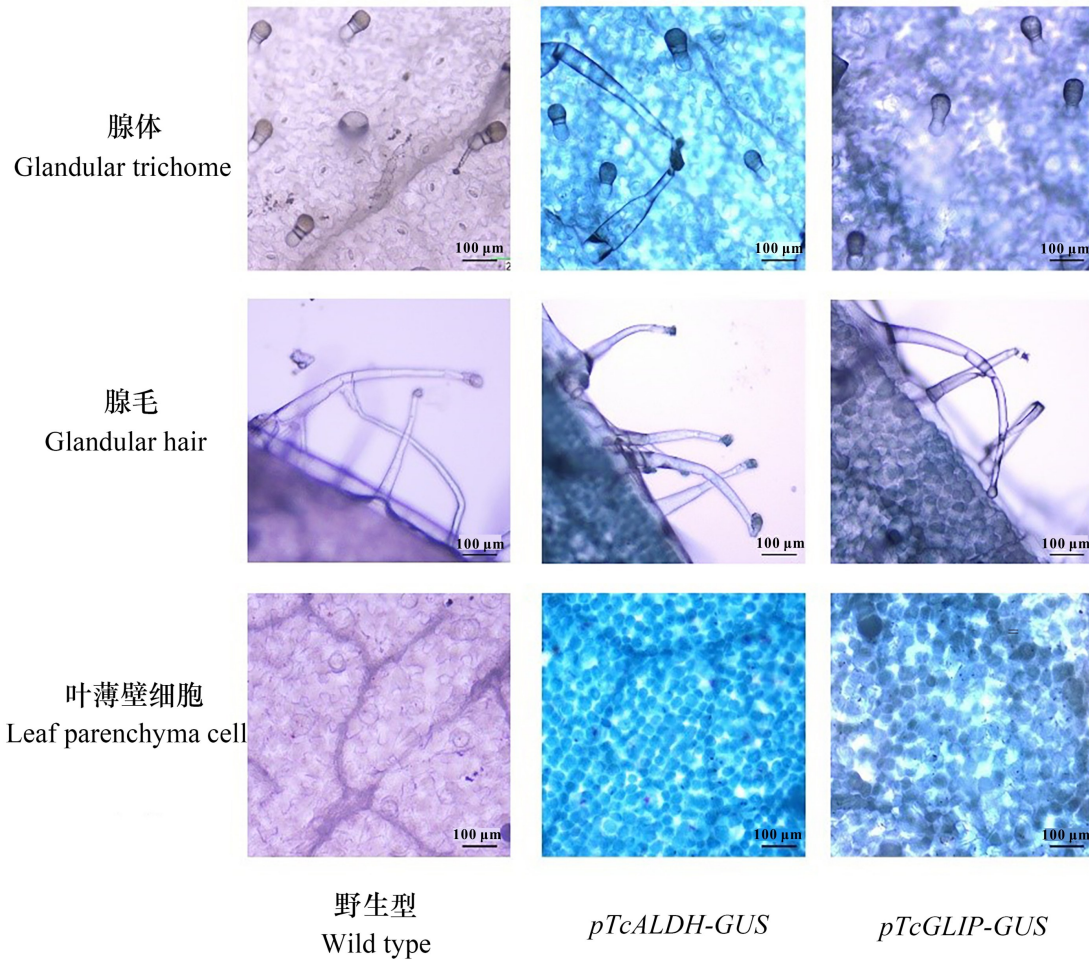 腺体
Glandular trichome
100 μm
2
100 μm
100 μm
腺毛
Glandular hair
100 μm
100 μm
100 μm
叶薄壁细胞
Leaf parenchyma cell
100 μm
100 μm
100 μm
野生型
Wild type
pTcALDH-GUS
pTcGLIP-GUS